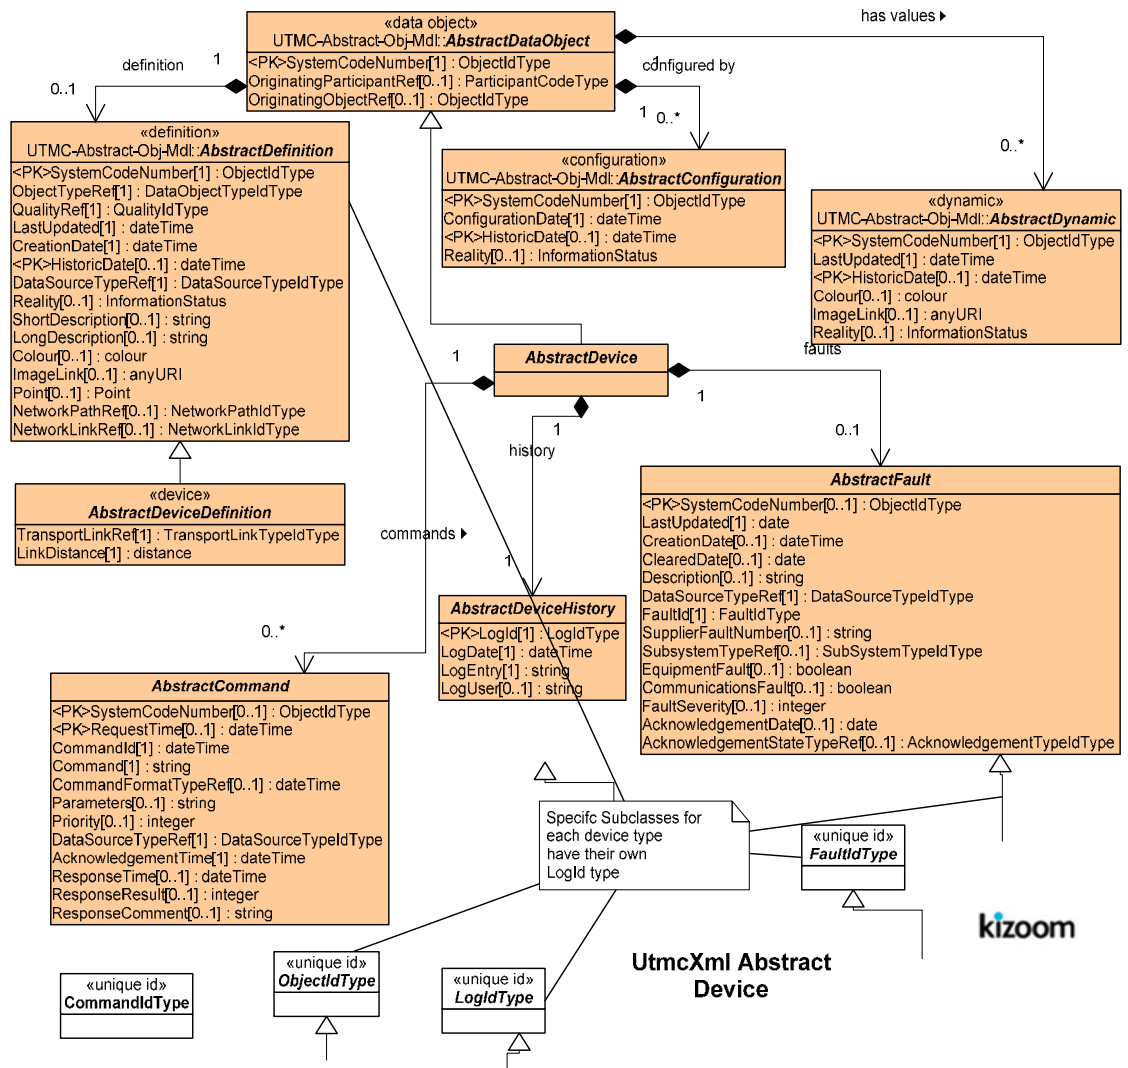 «data object»
UTMC-Abstract-Obj-Mdl::AbstractDataObject
<PK>SystemCodeNumber[1] : ObjectIdType
OriginatingParticipantRef[0..1] : ParticipantCodeType
OriginatingObjectRef[0..1] : ObjectIdType
has values
definition
1
0..1
1
configured by
1
0..*
0..*
«definition»
UTMC-Abstract-Obj-Mdl::AbstractDefinition
<PK>SystemCodeNumber[1] : ObjectIdType
ObjectTypeRef[1] : DataObjectTypeIdType
QualityRef[1] : QualityIdType
LastUpdated[1] : dateTime
CreationDate[1] : dateTime
<PK>HistoricDate[0..1] : dateTime
DataSourceTypeRef[1] : DataSourceTypeIdType
Reality[0..1] : InformationStatus
ShortDescription[0..1] : string
LongDescription[0..1] : string
Colour[0..1] : colour
ImageLink[0..1] : anyURI
Point[0..1] : Point
NetworkPathRef[0..1] : NetworkPathIdType
NetworkLinkRef[0..1] : NetworkLinkIdType
«configuration»
UTMC-Abstract-Obj-Mdl::AbstractConfiguration
<PK>SystemCodeNumber[1] : ObjectIdType
ConfigurationDate[1] : dateTime
<PK>HistoricDate[0..1] : dateTime
Reality[0..1] : InformationStatus
«dynamic»
UTMC-Abstract-Obj-Mdl::AbstractDynamic
<PK>SystemCodeNumber[1] : ObjectIdType
LastUpdated[1] : dateTime
<PK>HistoricDate[0..1] : dateTime
Colour[0..1] : colour
ImageLink[0..1] : anyURI
Reality[0..1] : InformationStatus
AbstractDevice
1
1
1
faults
0..1
history
1
commands
0..*
«device»
AbstractDeviceDefinition
TransportLinkRef[1] : TransportLinkTypeIdType
LinkDistance[1] : distance
AbstractFault
<PK>SystemCodeNumber[0..1] : ObjectIdType
LastUpdated[1] : date
CreationDate[0..1] : dateTime
ClearedDate[0..1] : date
Description[0..1] : string
DataSourceTypeRef[1] : DataSourceTypeIdType
FaultId[1] : FaultIdType
SupplierFaultNumber[0..1] : string
SubsystemTypeRef[0..1] : SubSystemTypeIdType
EquipmentFault[0..1] : boolean
CommunicationsFault[0..1] : boolean
FaultSeverity[0..1] : integer
AcknowledgementDate[0..1] : date
AcknowledgementStateTypeRef[0..1] : AcknowledgementTypeIdType
AbstractDeviceHistory
<PK>LogId[1] : LogIdType
LogDate[1] : dateTime
LogEntry[1] : string
LogUser[0..1] : string
AbstractCommand
<PK>SystemCodeNumber[0..1] : ObjectIdType
<PK>RequestTime[0..1] : dateTime
CommandId[1] : dateTime
Command[1] : string
CommandFormatTypeRef[0..1] : dateTime
Parameters[0..1] : string
Priority[0..1] : integer
DataSourceTypeRef[1] : DataSourceTypeIdType
AcknowledgementTime[1] : dateTime
ResponseTime[0..1] : dateTime
ResponseResult[0..1] : integer
ResponseComment[0..1] : string
Specifc Subclasses for
each device type
have their own
LogId type
«unique id»
FaultIdType
«unique id»
ObjectIdType
«unique id»
LogIdType
«unique id»
CommandIdType
UtmcXml Abstract
Device
kizoom